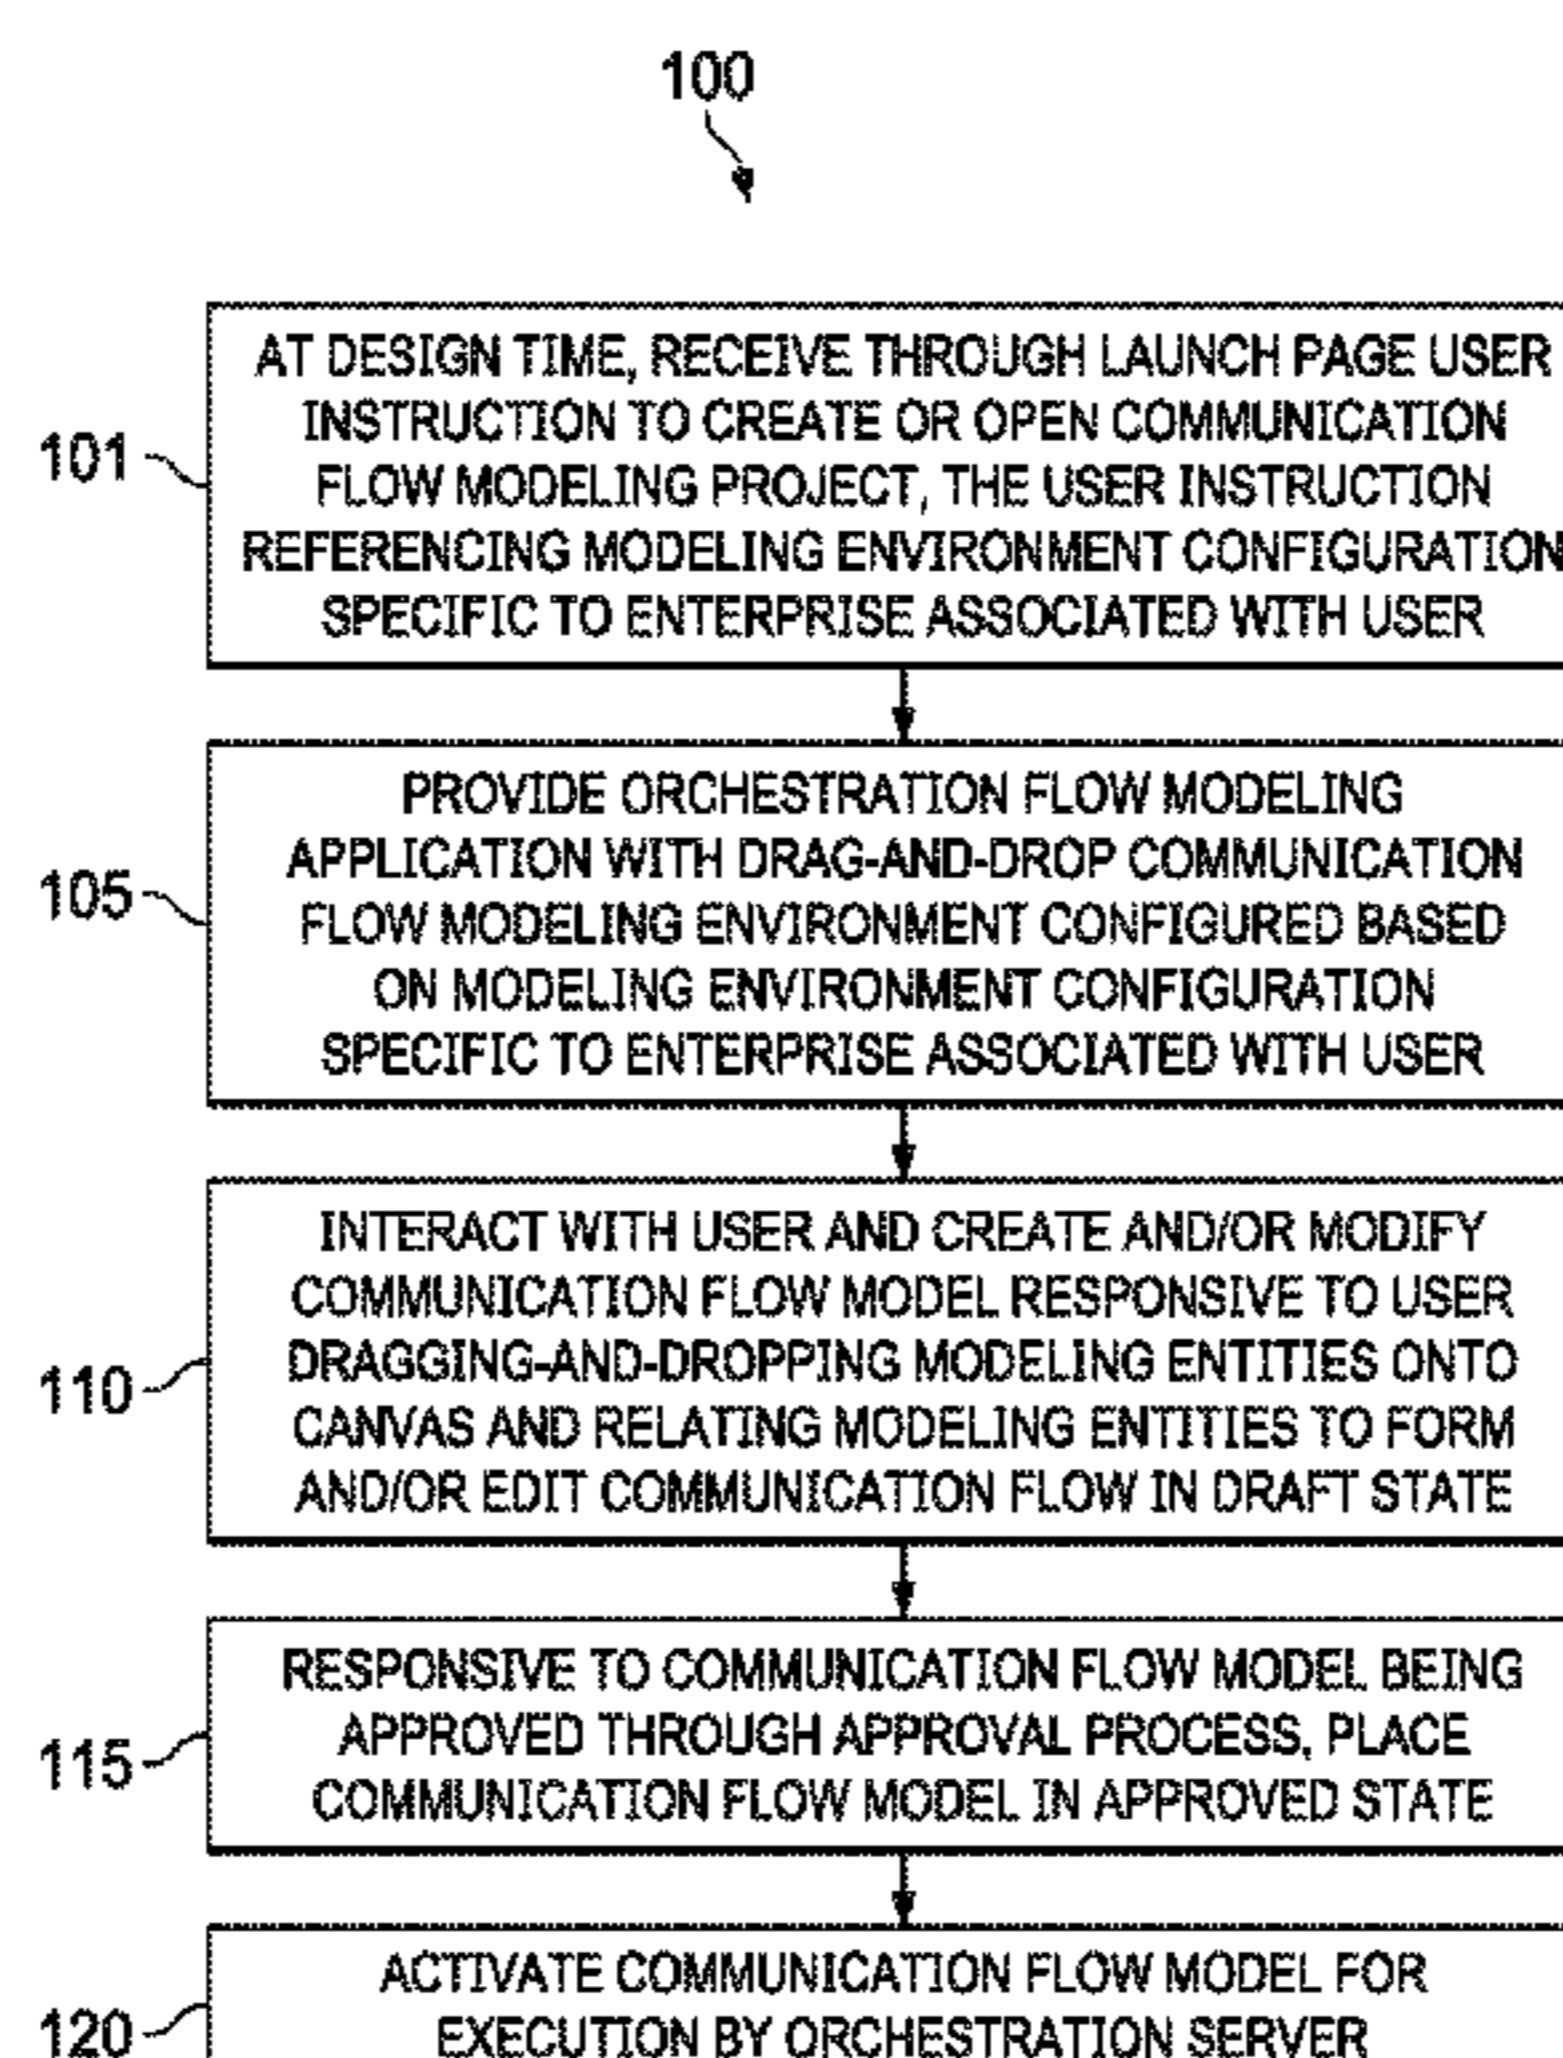 100
101
AT DESIGN TIME, RECEIVE THROUGH LAUNCH PAGE USER
INSTRUCTION TO CREATE OR OPEN COMMUNICATION
FLOW MODELING PROJECT, THE USER INSTRUCTION
REFERENCING MODELING ENVIRONMENT CONFIGURATION
SPECIFIC TO ENTERPRISE ASSOCIATED WITH USER
105
PROVIDE ORCHESTRATION FLOW MODELING
APPLICATION WITH DRAG-AND-DROP COMMUNICATION
FLOW MODELING ENVIRONMENT CONFIGURED BASED
ON MODELING ENVIRONMENT CONFIGURATION
SPECIFIC TO ENTERPRISE ASSOCIATED WITH USER
110
INTERACT WITH USER AND CREATE AND/OR MODIFY
COMMUNICATION FLOW MODEL RESPONSIVE TO USER
DRAGGING-AND-DROPPING MODELING ENTITIES ONTO
CANVAS AND RELATING MODELING ENTITIES TO FORM
AND/OR EDIT COMMUNICATION FLOW IN DRAFT STATE
115
RESPONSIVE TO COMMUNICATION FLOW MODEL BEING
APPROVED THROUGH APPROVAL PROCESS, PLACE
COMMUNICATION FLOW MODEL IN APPROVED STATE
120
ACTIVATE COMMUNICATION FLOW MODEL FOR
EXECUTION BY ORCHESTRATION SERVER